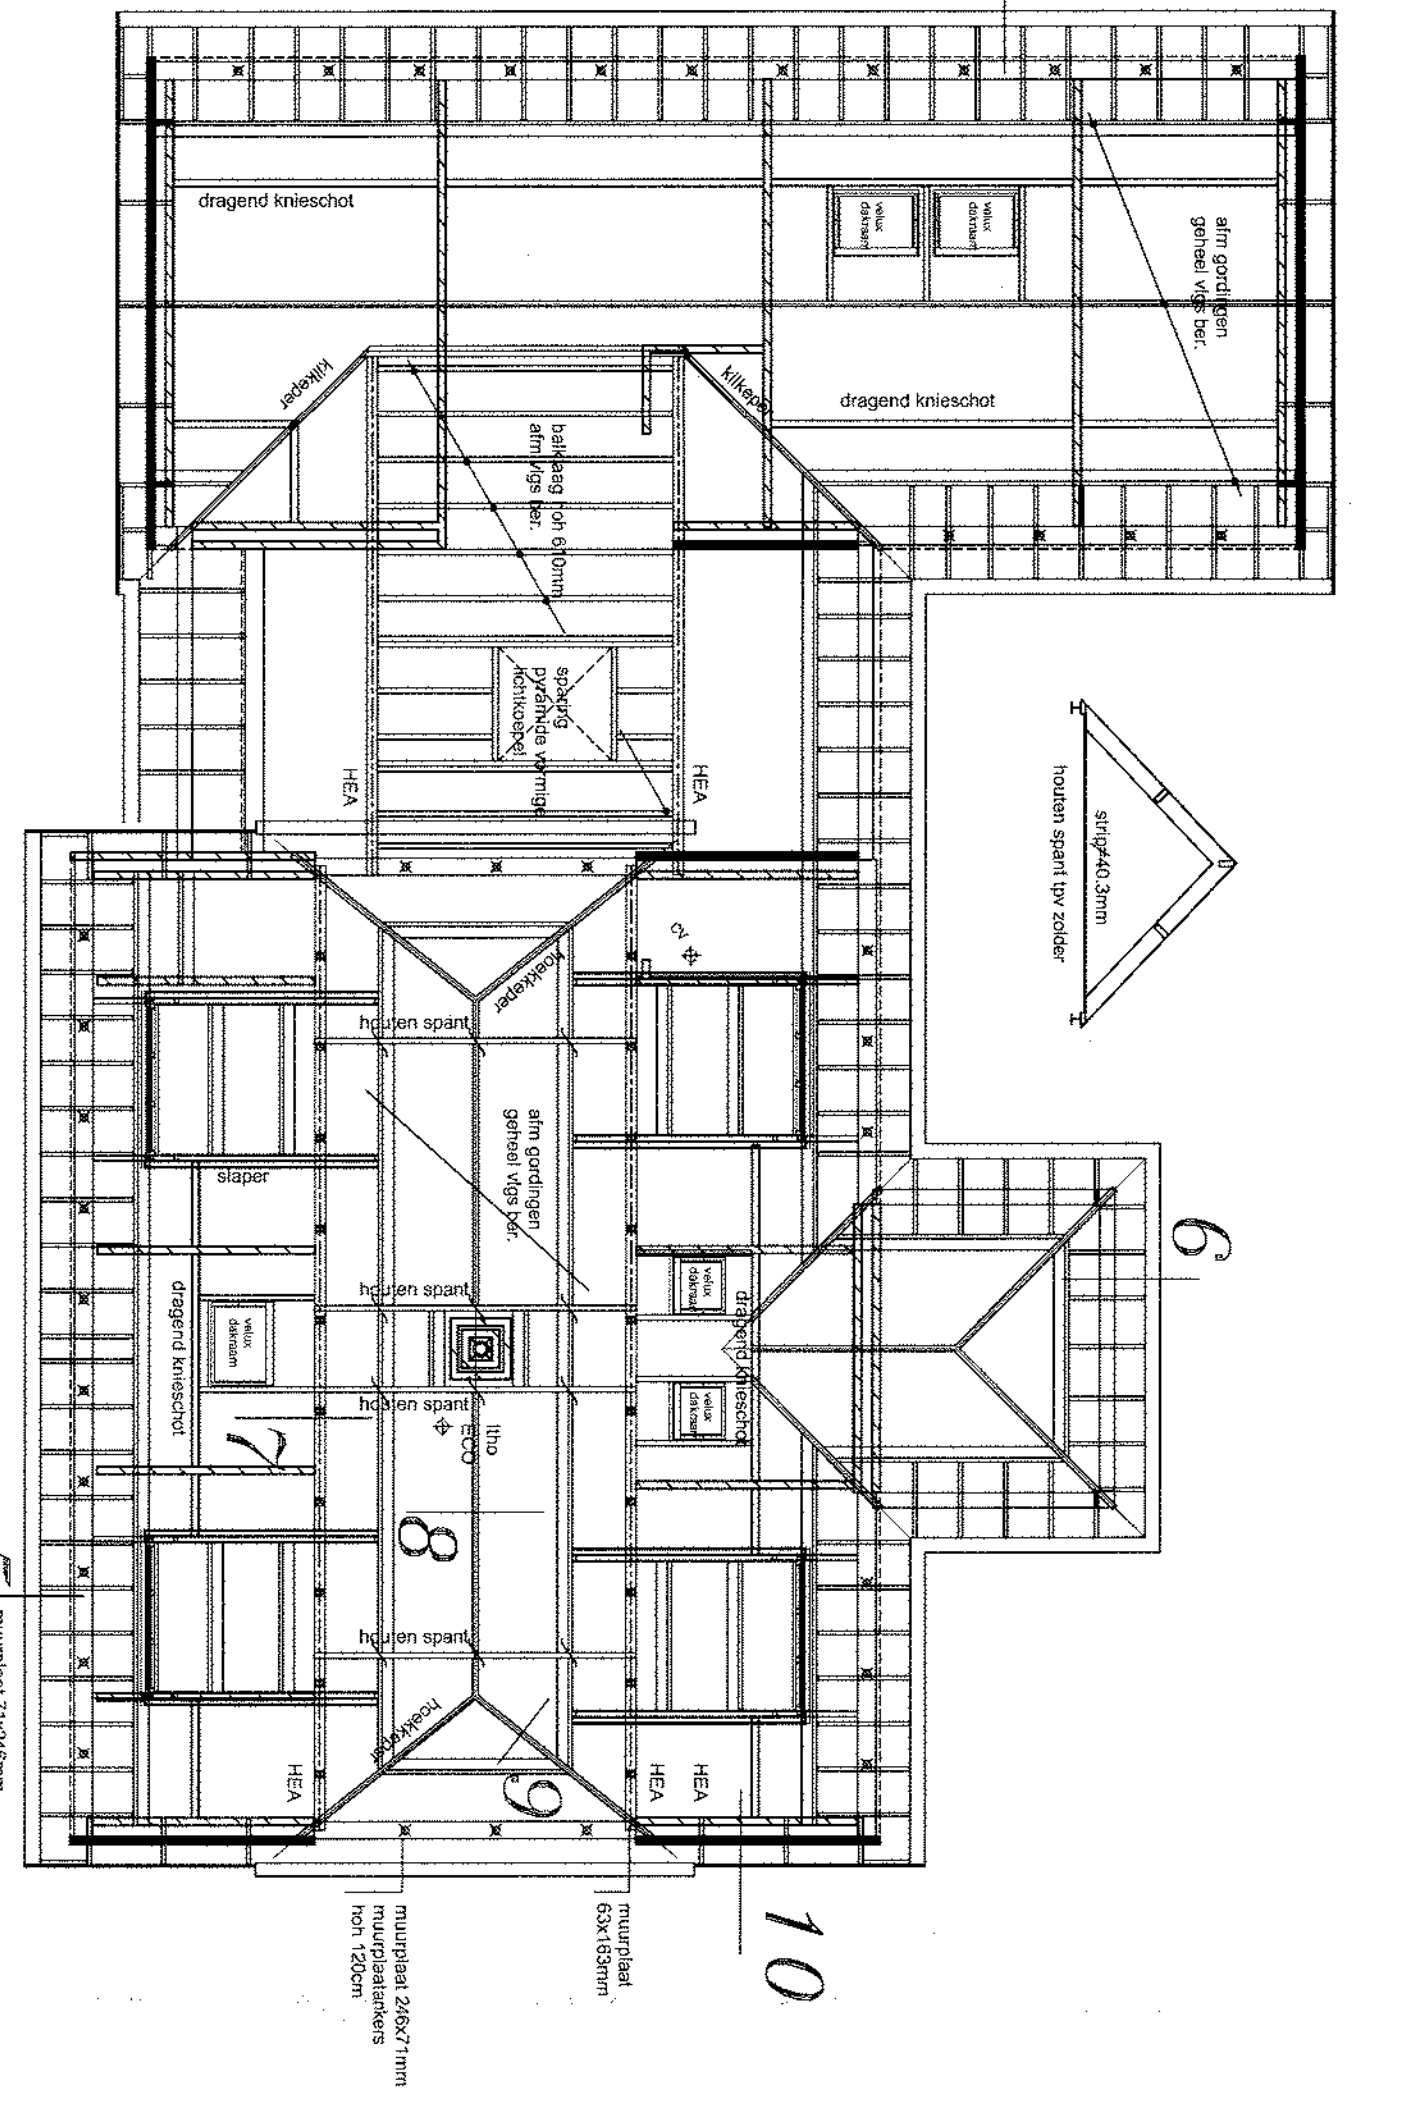 dragend knieschot
velux
dakraam
velux
dakraam
afm gordingen
geheel vlgs ber.
kilkeper
kilkeper
dragend knieschot
balklaag hoh 610mm
afm vlgs ber.
sparing
pyramide vormige
lichtkoepel
HEA
HEA
strip#40.3mm
houten spant tpv zolder
2
hoekkeper
houten spant
afm gordingen
geheel vlgs ber.
slaper
6
houten spant
velux
dakraam
dragend knieschot
velux
dakraam
dragend knieschot
velux
dakraam
houten spant
Itho
ECO
7
8
houten spant
hoekkeper
HEA
HEA
HEA
9
10
muurplaat
63x163mm
muurplaat 246x71mm
muurplaatankers
hoh 120cm